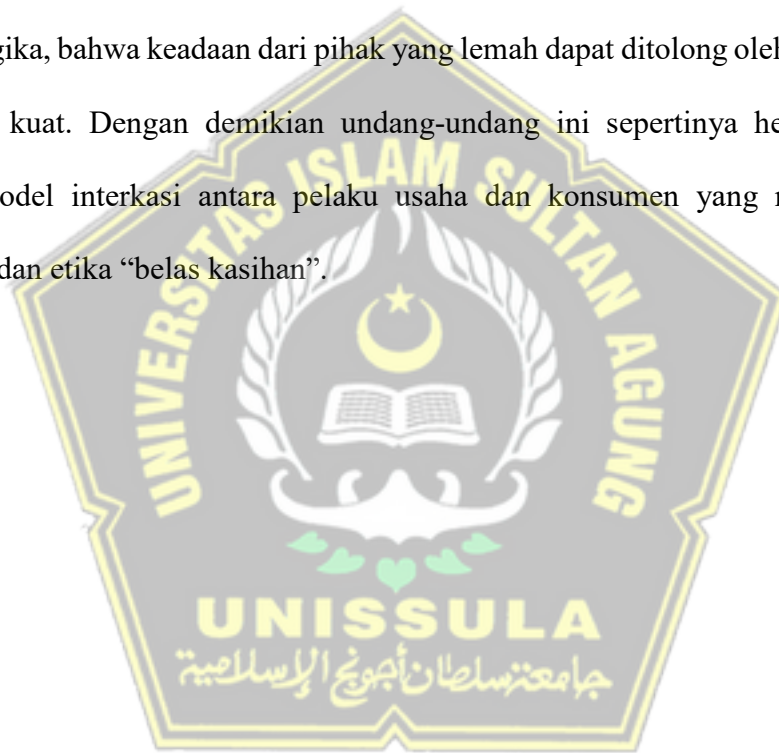 gika, bahwa keadaan dari pihak yang lemah dapat ditolong oleh
kuat. Dengan demikian undang-undang ini sepertinya he
odel interkasi antara pelaku usaha dan konsumen yang
dan etika “belas kasihan”.
UNIVERSITAS ISLAM SULTAN AGUNG
UNISSULA
جامعة سلطان أجونج الإسلامية